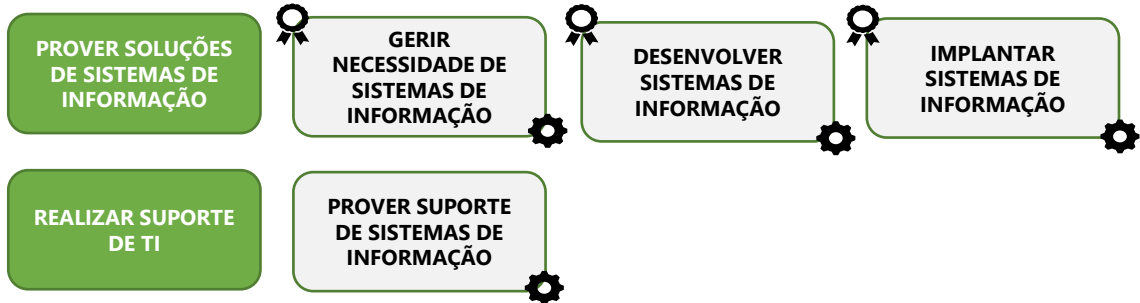 PROVER SOLUÇÕES
DE SISTEMAS DE
INFORMAÇÃO
GERIR
NECESSIDADE DE
SISTEMAS DE
INFORMAÇÃO
DESENVOLVER
SISTEMAS DE
INFORMAÇÃO
IMPLANTAR
SISTEMAS DE
INFORMAÇÃO
REALIZAR SUPORTE
DE TI
PROVER SUPORTE
DE SISTEMAS DE
INFORMAÇÃO